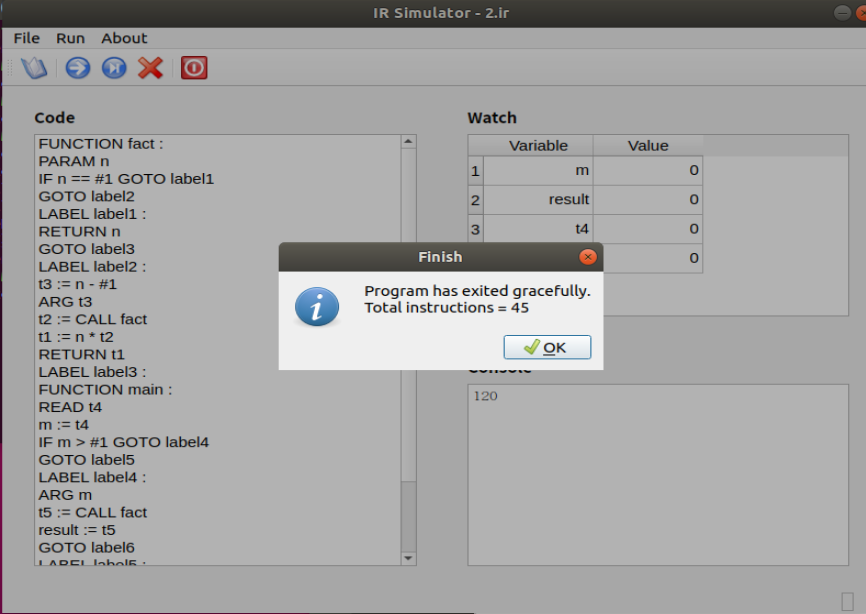 IR Simulator - 2.ir
File Run About
Code
FUNCTION fact :
PARAM n
IF n == #1 GOTO label1
GOTO label2
LABEL label1 :
RETURN n
GOTO label3
LABEL label2 :
t3 := n - #1
ARG t3
t2 := CALL fact
t1 := n * t2
RETURN t1
LABEL label3 :
FUNCTION main :
READ t4
m := t4
IF m > #1 GOTO label4
GOTO label5
LABEL label4 :
ARG m
t5 := CALL fact
result := t5
GOTO label6
LABEL label5 :
Watch
Variable Value
1 m 0
2 result 0
3 t4 0
0
Finish
Program has exited gracefully.
Total instructions = 45
OK
Console
120